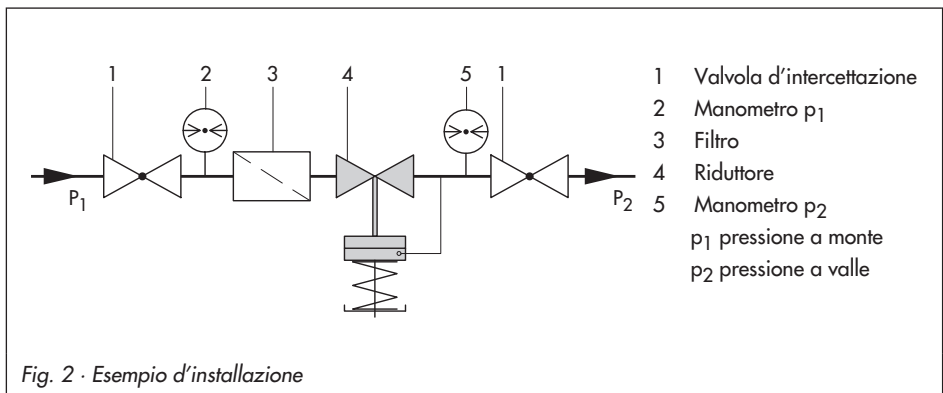 1 2 3 4 5 1
P1 P2
1 Valvola d'intercettazione
2 Manometro p1
3 Filtro
4 Riduttore
5 Manometro p2
p1 pressione a monte
p2 pressione a valle
Fig. 2 · Esempio d'installazione